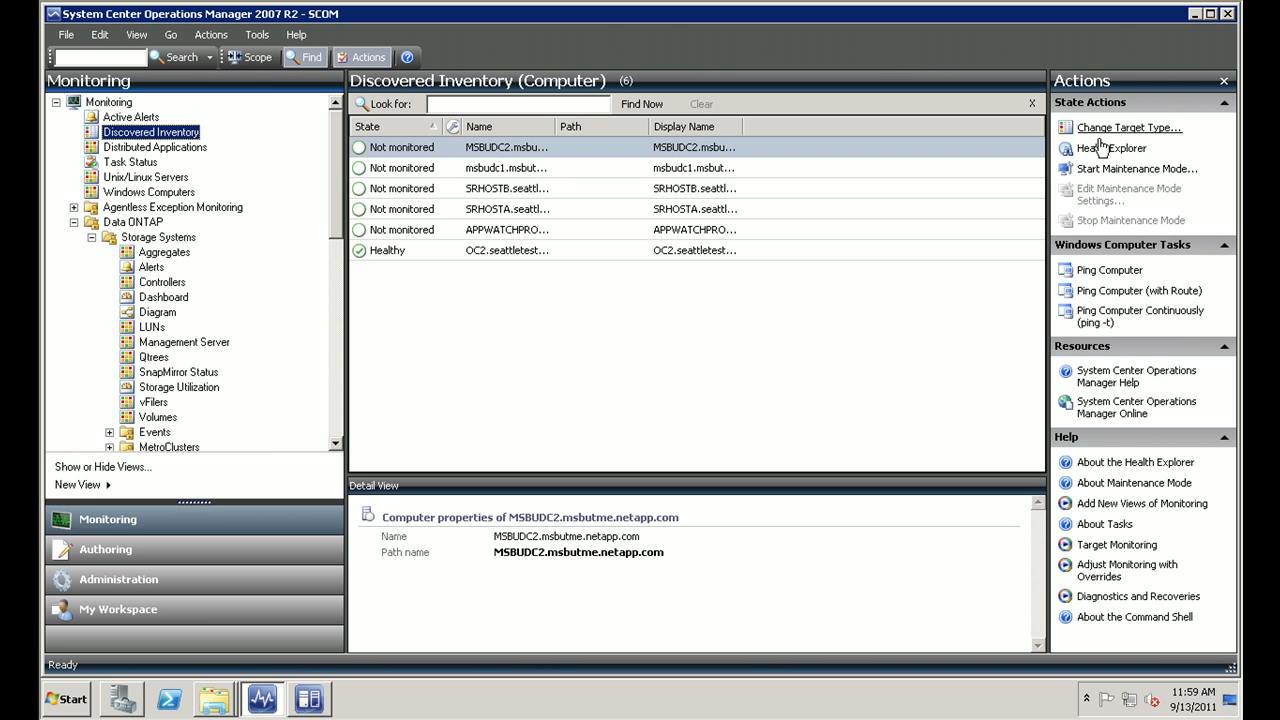 System Center Operations Manager 2007 R2 - SCOM
File Edit View Go Actions Tools Help
Search Scope Find Actions
Monitoring
Monitoring
Active Alerts
Discovered Inventory
Distributed Applications
Task Status
Unix/Linux Servers
Windows Computers
Agentless Exception Monitoring
Data ONTAP
Storage Systems
Aggregates
Alerts
Controllers
Dashboard
Diagram
LUNs
Management Server
Qtrees
SnapMirror Status
Storage Utilization
vFilers
Volumes
Events
MetroClusters
Show or Hide Views...
New View
Monitoring
Authoring
Administration
My Workspace
Discovered Inventory (Computer) (6)
Look for: Find Now Clear X
State Name Path Display Name
Not monitored MSBUDC2.msbu... MSBUDC2.msbu...
Not monitored msbudc1.msbut... msbudc1.msbut...
Not monitored SRHOSTB.seattl... SRHOSTB.seattl...
Not monitored SRHOSTA.seattl... SRHOSTA.seattl...
Not monitored APPWATCHPRO... APPWATCHPRO...
Healthy OC2.seattletest... OC2.seattletest...
Detail View
Computer properties of MSBUDC2.msbutme.netapp.com
Name MSBUDC2.msbutme.netapp.com
Path name MSBUDC2.msbutme.netapp.com
Actions
State Actions
Change Target Type...
Health Explorer
Start Maintenance Mode...
Edit Maintenance Mode
Settings...
Stop Maintenance Mode
Windows Computer Tasks
Ping Computer
Ping Computer (with Route)
Ping Computer Continuously
(ping -t)
Resources
System Center Operations
Manager Help
System Center Operations
Manager Online
Help
About the Health Explorer
About Maintenance Mode
Add New Views of Monitoring
About Tasks
Target Monitoring
Adjust Monitoring with
Overrides
Diagnostics and Recoveries
About the Command Shell
Ready
Start
11:59 AM
9/13/2011